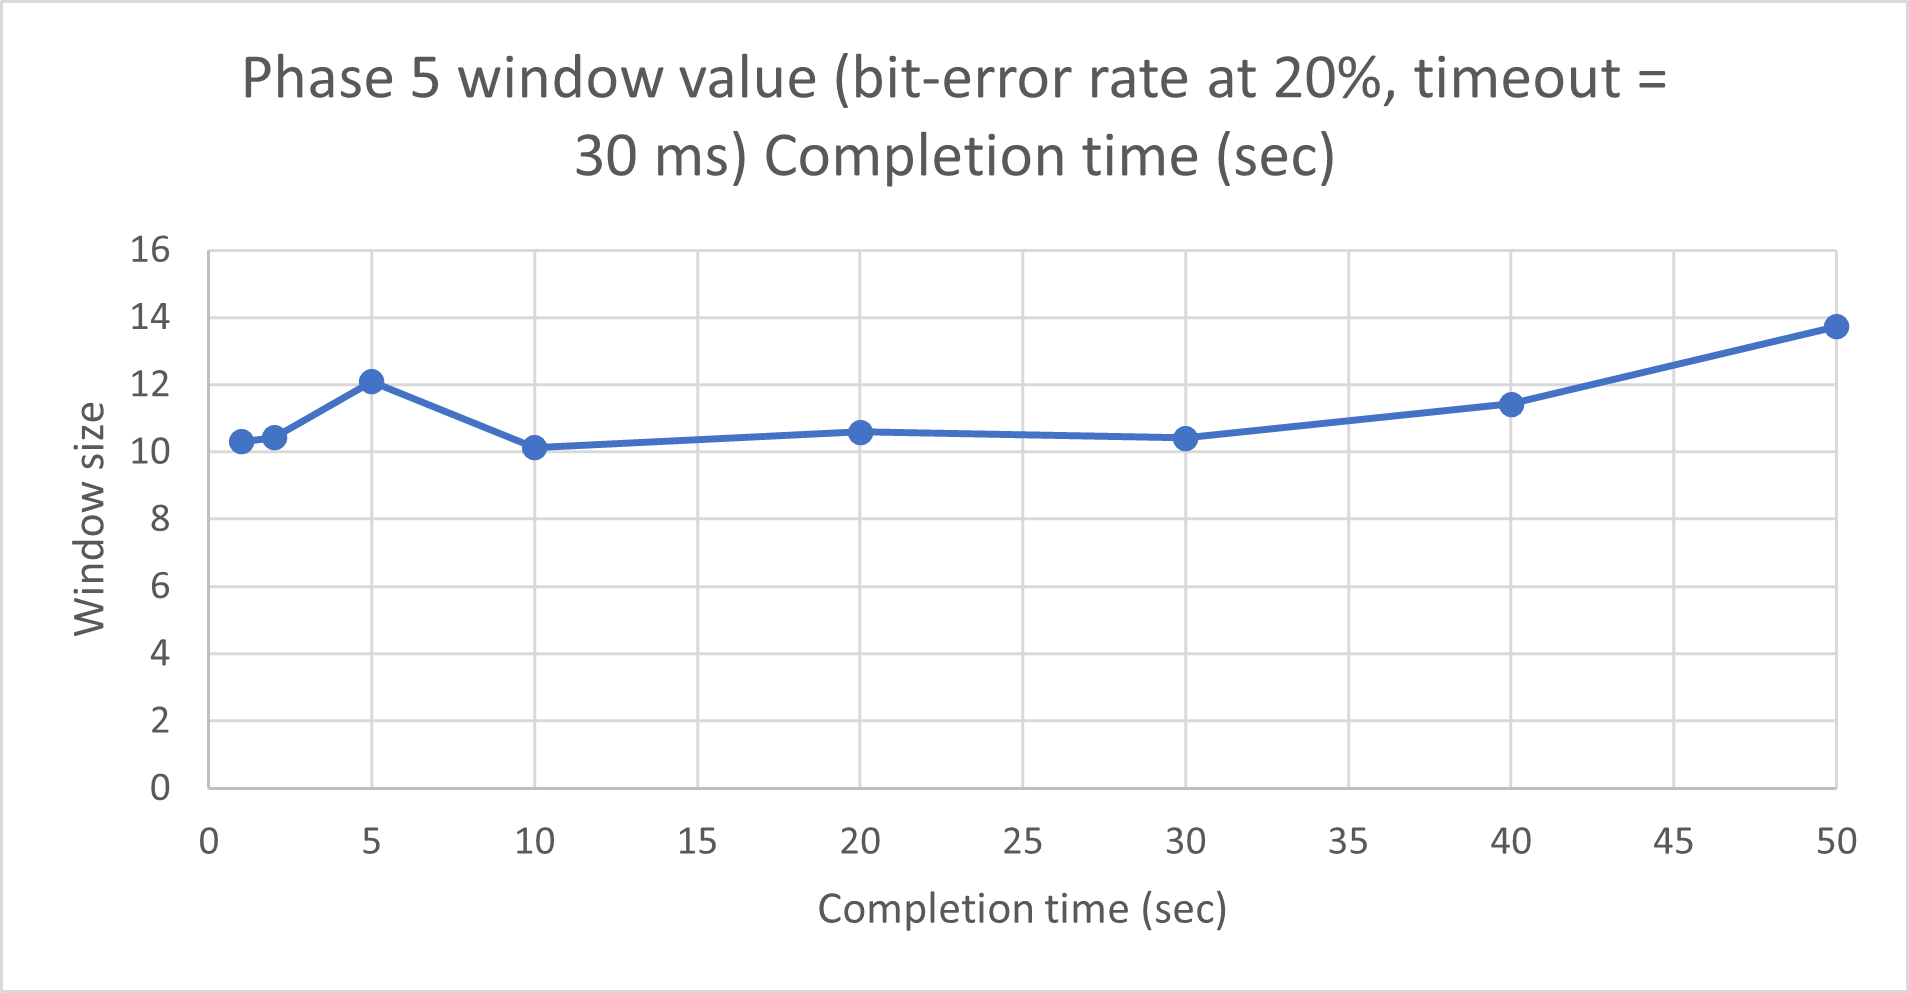 Phase 5 window value (bit-error rate at 20%, timeout =
30 ms) Completion time (sec)
16
14
12
10
8
6
4
2
0
Window size
0 5 10 15 20 25 30 35 40 45 50
Completion time (sec)